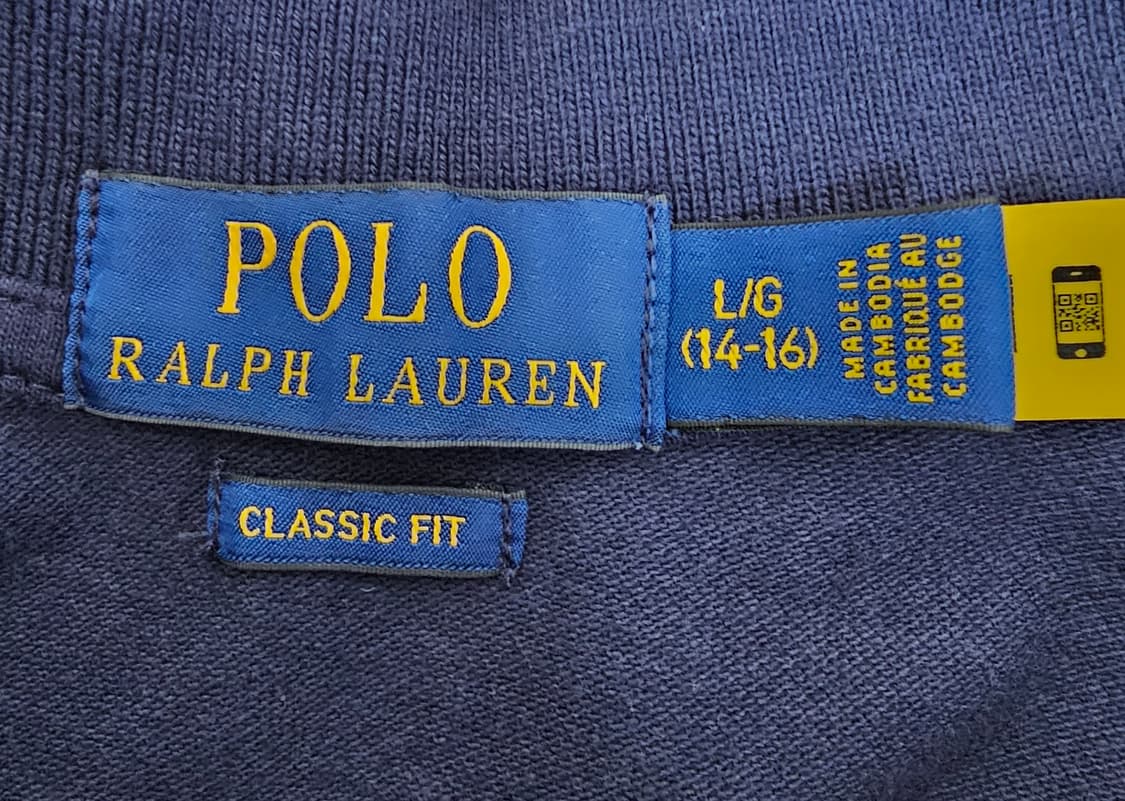 POLO
RALPH LAUREN
L/G
(14-16)
MADE IN
CAMBODIA
FABRIQUÉ AU
CAMBODGE
CLASSIC FIT